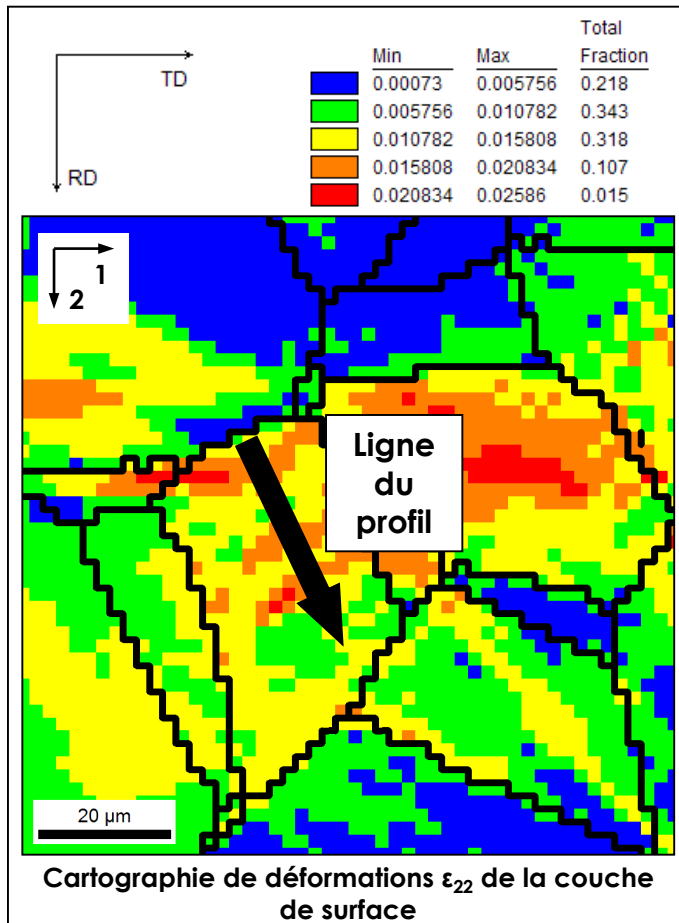 Total
Min Max Fraction
0.00073 0.005756 0.218
0.005756 0.010782 0.343
0.010782 0.015808 0.318
0.015808 0.020834 0.107
0.020834 0.02586 0.015
TD
RD
1
2
Ligne
du
profil
20 µm
Cartographie de déformations ε₂₂ de la couche
de surface